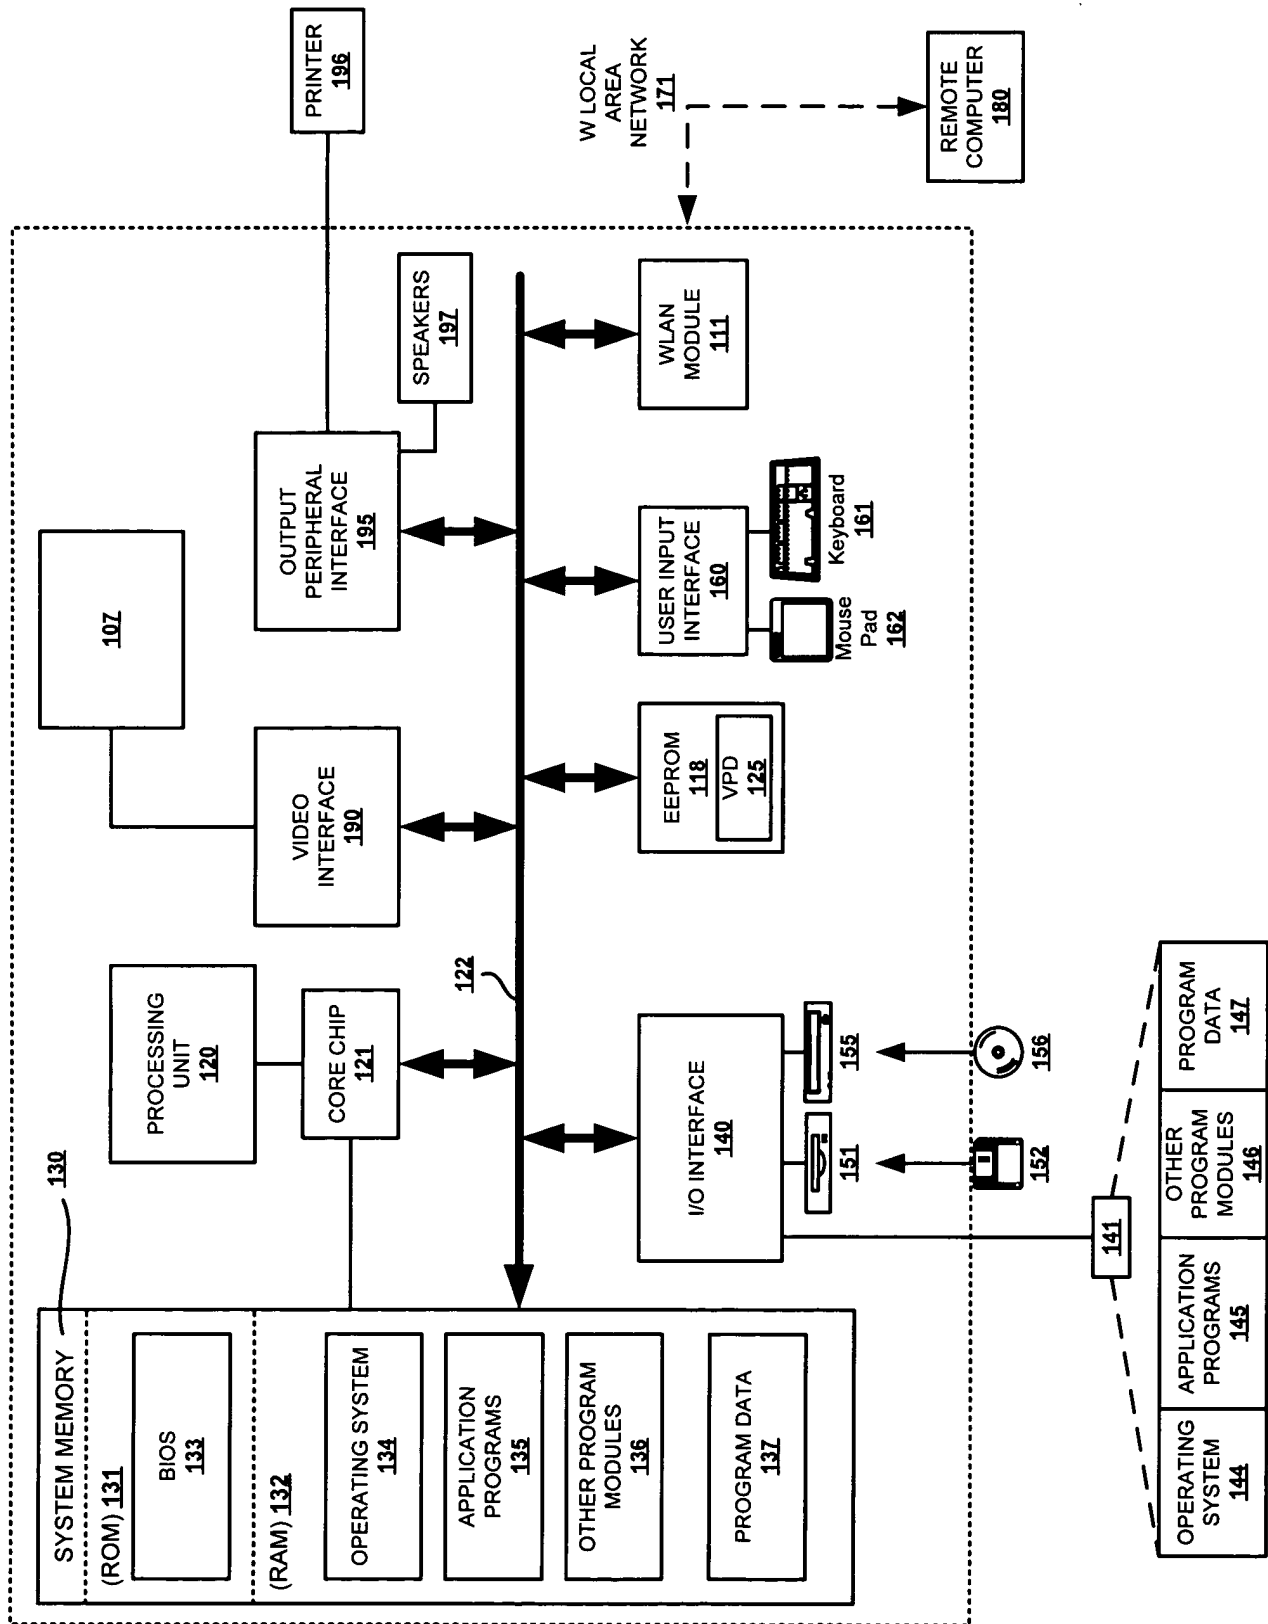 SYSTEM MEMORY
130
(ROM) 131
BIOS
133
(RAM) 132
OPERATING SYSTEM
134
APPLICATION
PROGRAMS
135
OTHER PROGRAM
MODULES
136
PROGRAM DATA
137
PROCESSING
UNIT
120
CORE CHIP
121
122
107
VIDEO
INTERFACE
190
OUTPUT
PERIPHERAL
INTERFACE
195
SPEAKERS
197
PRINTER
196
I/O INTERFACE
140
151
155
152
156
EEPROM
118
VPD
125
USER INPUT
INTERFACE
160
Mouse
Pad
162
Keyboard
161
WLAN
MODULE
111
W LOCAL
AREA
NETWORK
171
REMOTE
COMPUTER
180
141
OPERATING
SYSTEM
144
APPLICATION
PROGRAMS
145
OTHER
PROGRAM
MODULES
146
PROGRAM
DATA
147